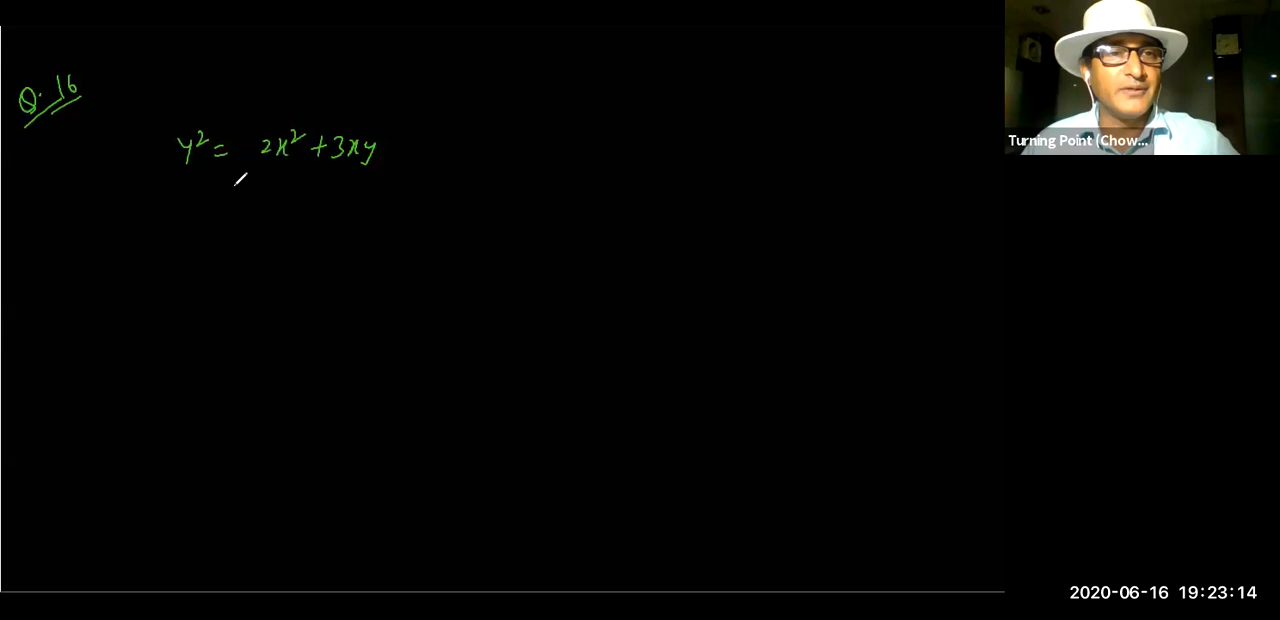 Q. 16
y² = 2x² + 3xy
Turning Point (Chow...
2020-06-16 19:23:14